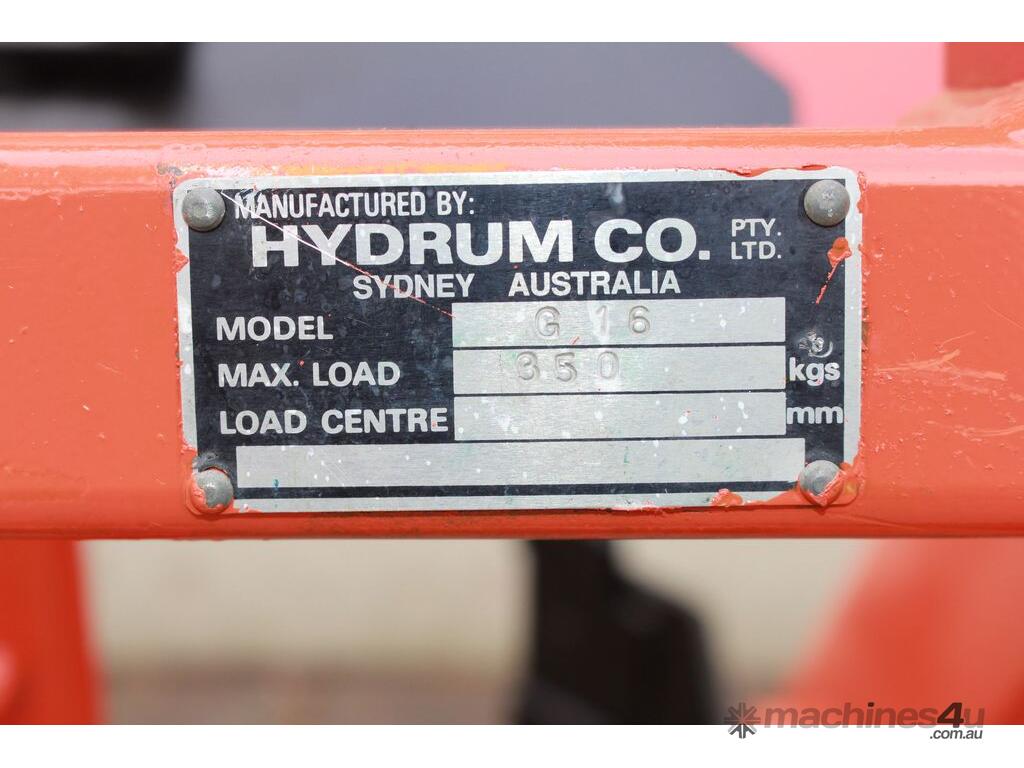 MANUFACTURED BY:
HYDRUM CO. PTY. LTD.
SYDNEY AUSTRALIA
MODEL G 16
MAX. LOAD 350 kgs
LOAD CENTRE mm
machines4u
.com.au